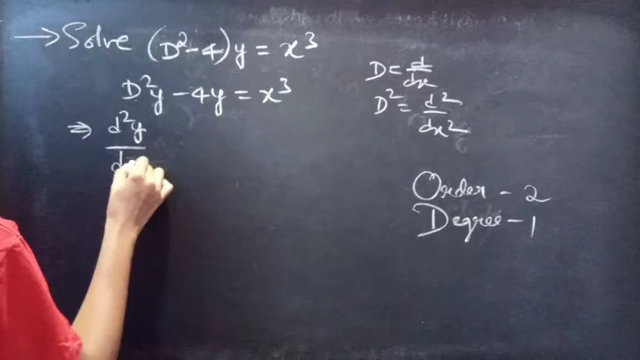 → Solve (D²-4)y = x³
D²y - 4y = x³
⇒ d²y
d
D = d/dx
D² = d²/dx²
Order - 2
Degree - 1